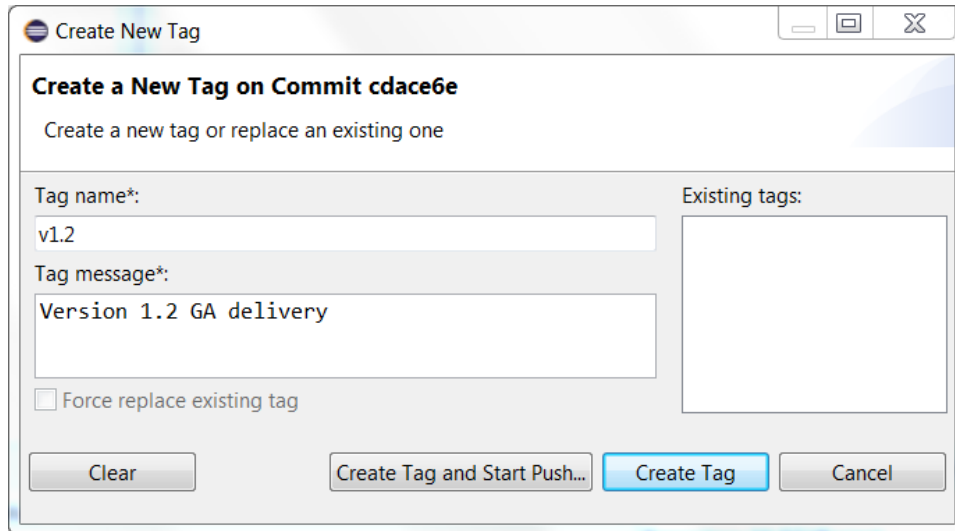 Create New Tag
Create a New Tag on Commit cdace6e
Create a new tag or replace an existing one
Tag name*:
v1.2
Tag message*:
Version 1.2 GA delivery
Force replace existing tag
Existing tags:
Clear
Create Tag and Start Push...
Create Tag
Cancel